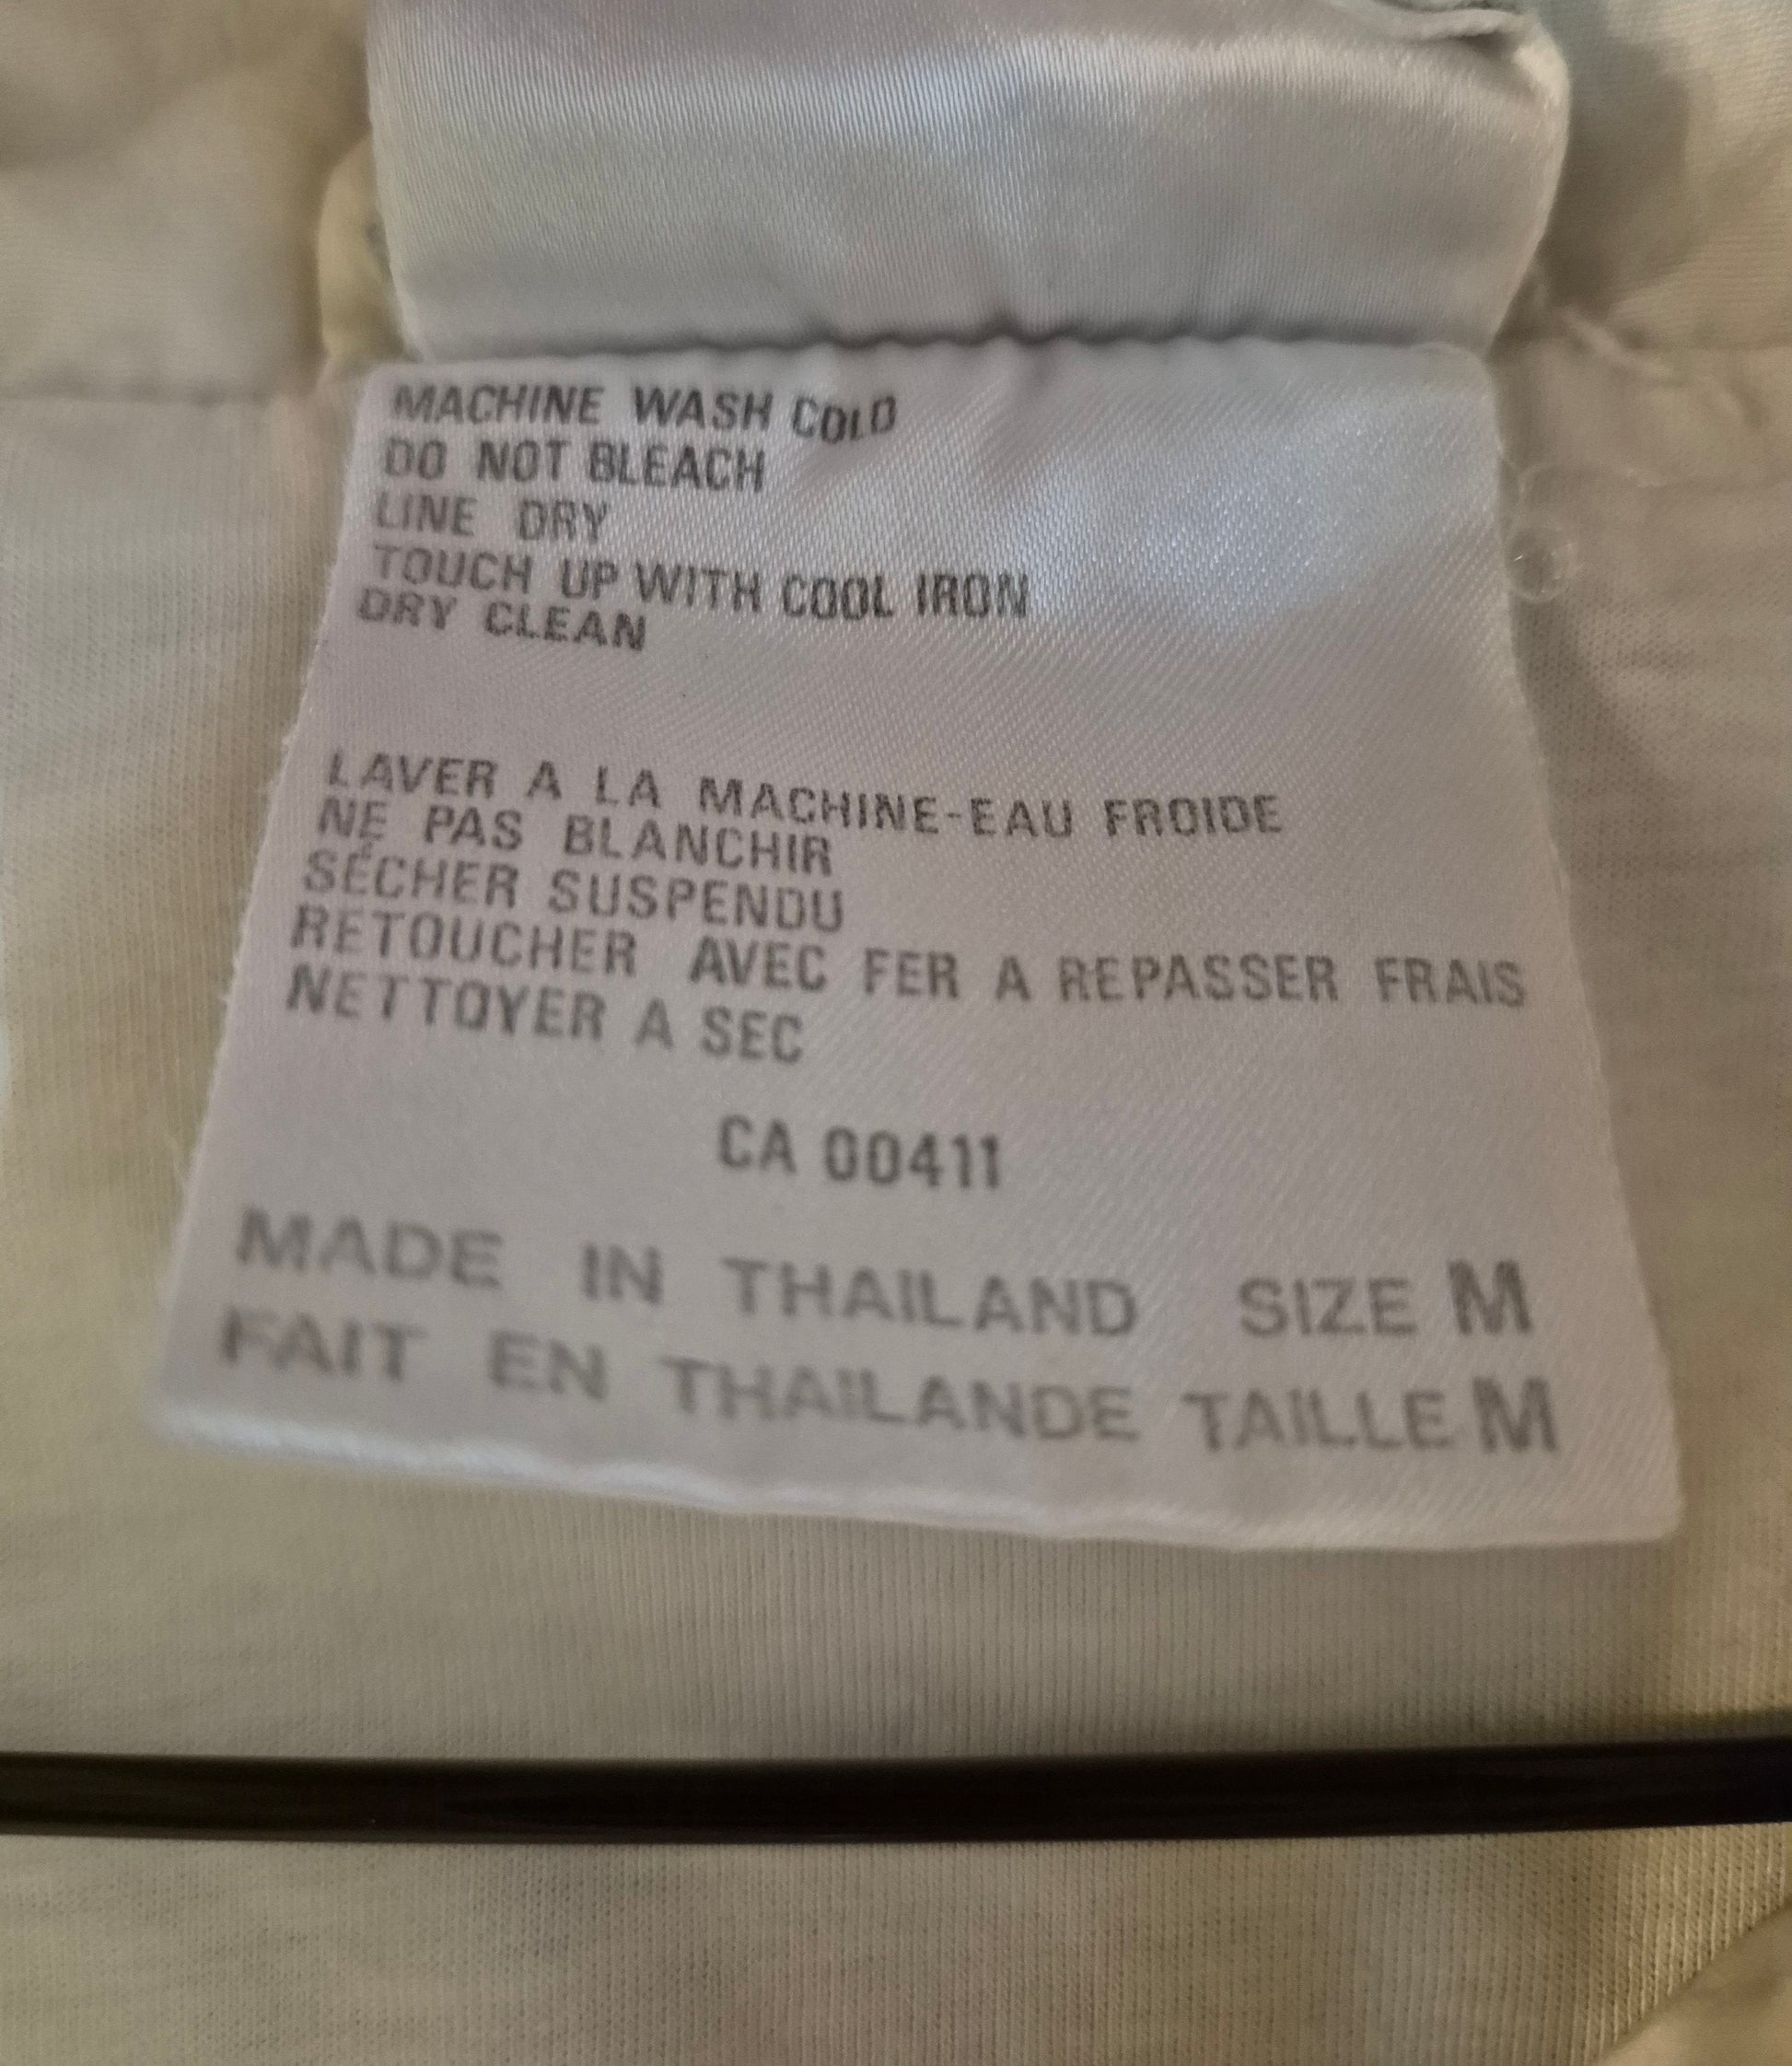 MACHINE WASH COLD
DO NOT BLEACH
LINE DRY
TOUCH UP WITH COOL IRON
DRY CLEAN
LAVER A LA MACHINE-EAU FROIDE
NE PAS BLANCHIR
SÉCHER SUSPENDU
RETOUCHER AVEC FER A REPASSER FRAIS
NETTOYER A SEC
CA 00411
MADE IN THAILAND SIZE M
FAIT EN THAILANDE TAILLE M